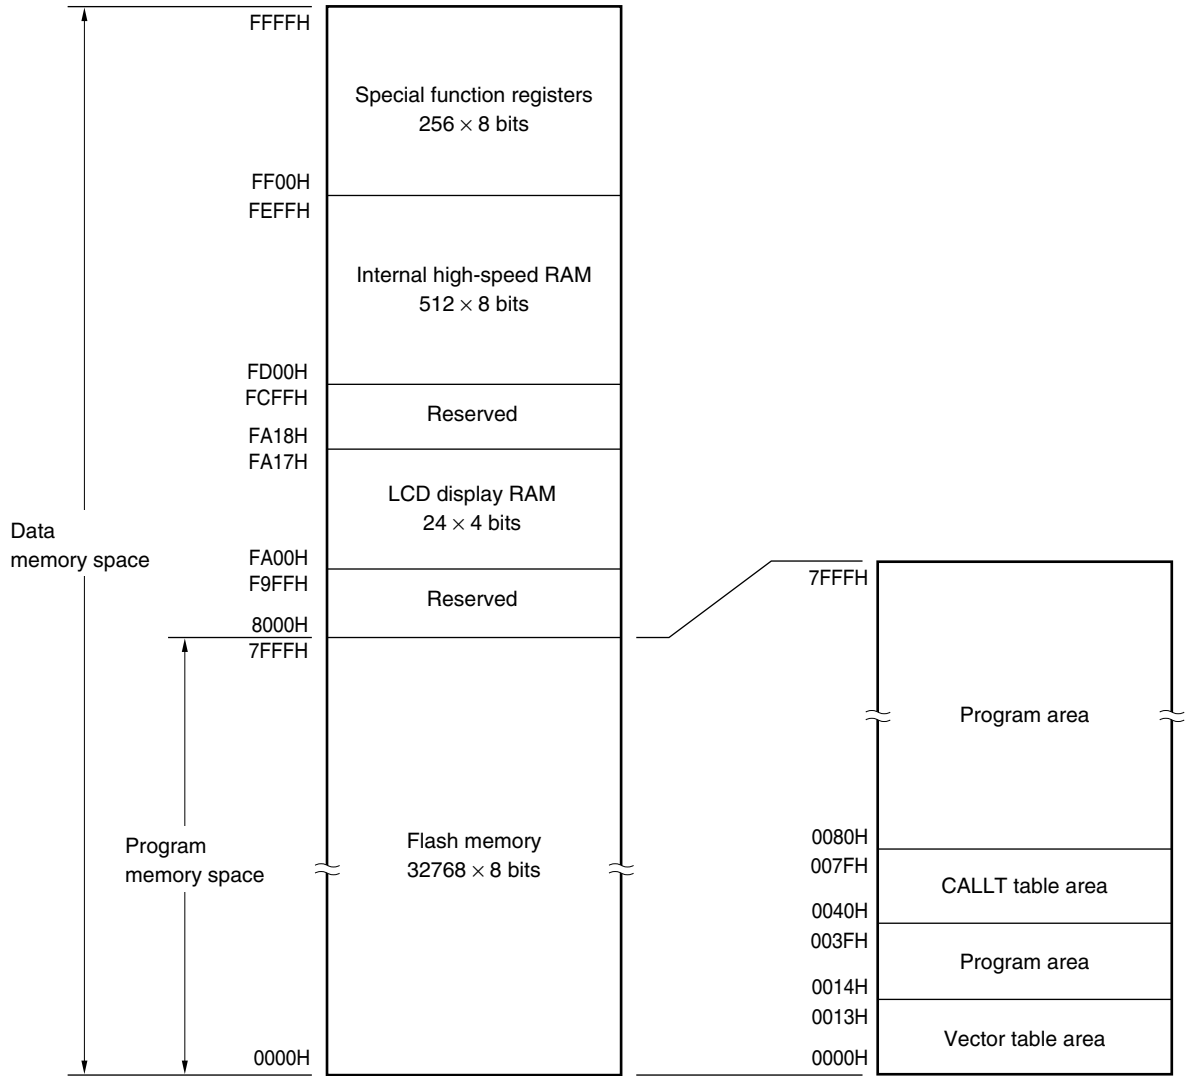 FFFFH
Special function registers
256 × 8 bits
FF00H
FEFFH
Internal high-speed RAM
512 × 8 bits
FD00H
FCFFH
Reserved
FA18H
FA17H
LCD display RAM
24 × 4 bits
Data
memory space
FA00H
F9FFH
Reserved
8000H
7FFFH
Program
memory space
Flash memory
32768 × 8 bits
0000H
7FFFH
Program area
0080H
007FH
CALLT table area
0040H
003FH
Program area
0014H
0013H
Vector table area
0000H